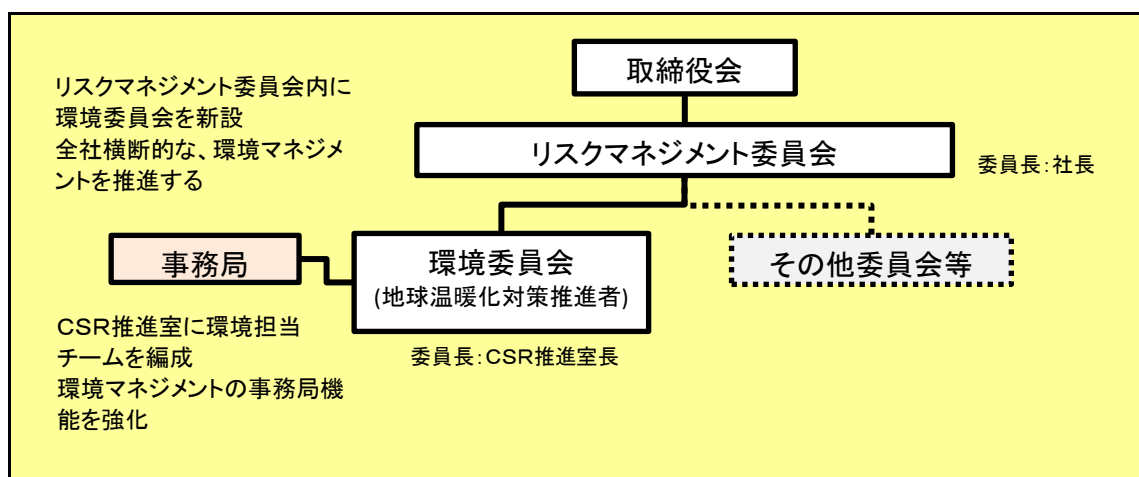 取締役会
リスクマネジメント委員会内に
環境委員会を新設
全社横断的な、環境マネジメ
ントを推進する
リスクマネジメント委員会
委員長:社長
事務局
環境委員会
(地球温暖化対策推進者)
その他委員会等
CSR推進室に環境担当
チームを編成
環境マネジメントの事務局機
能を強化
委員長:CSR推進室長